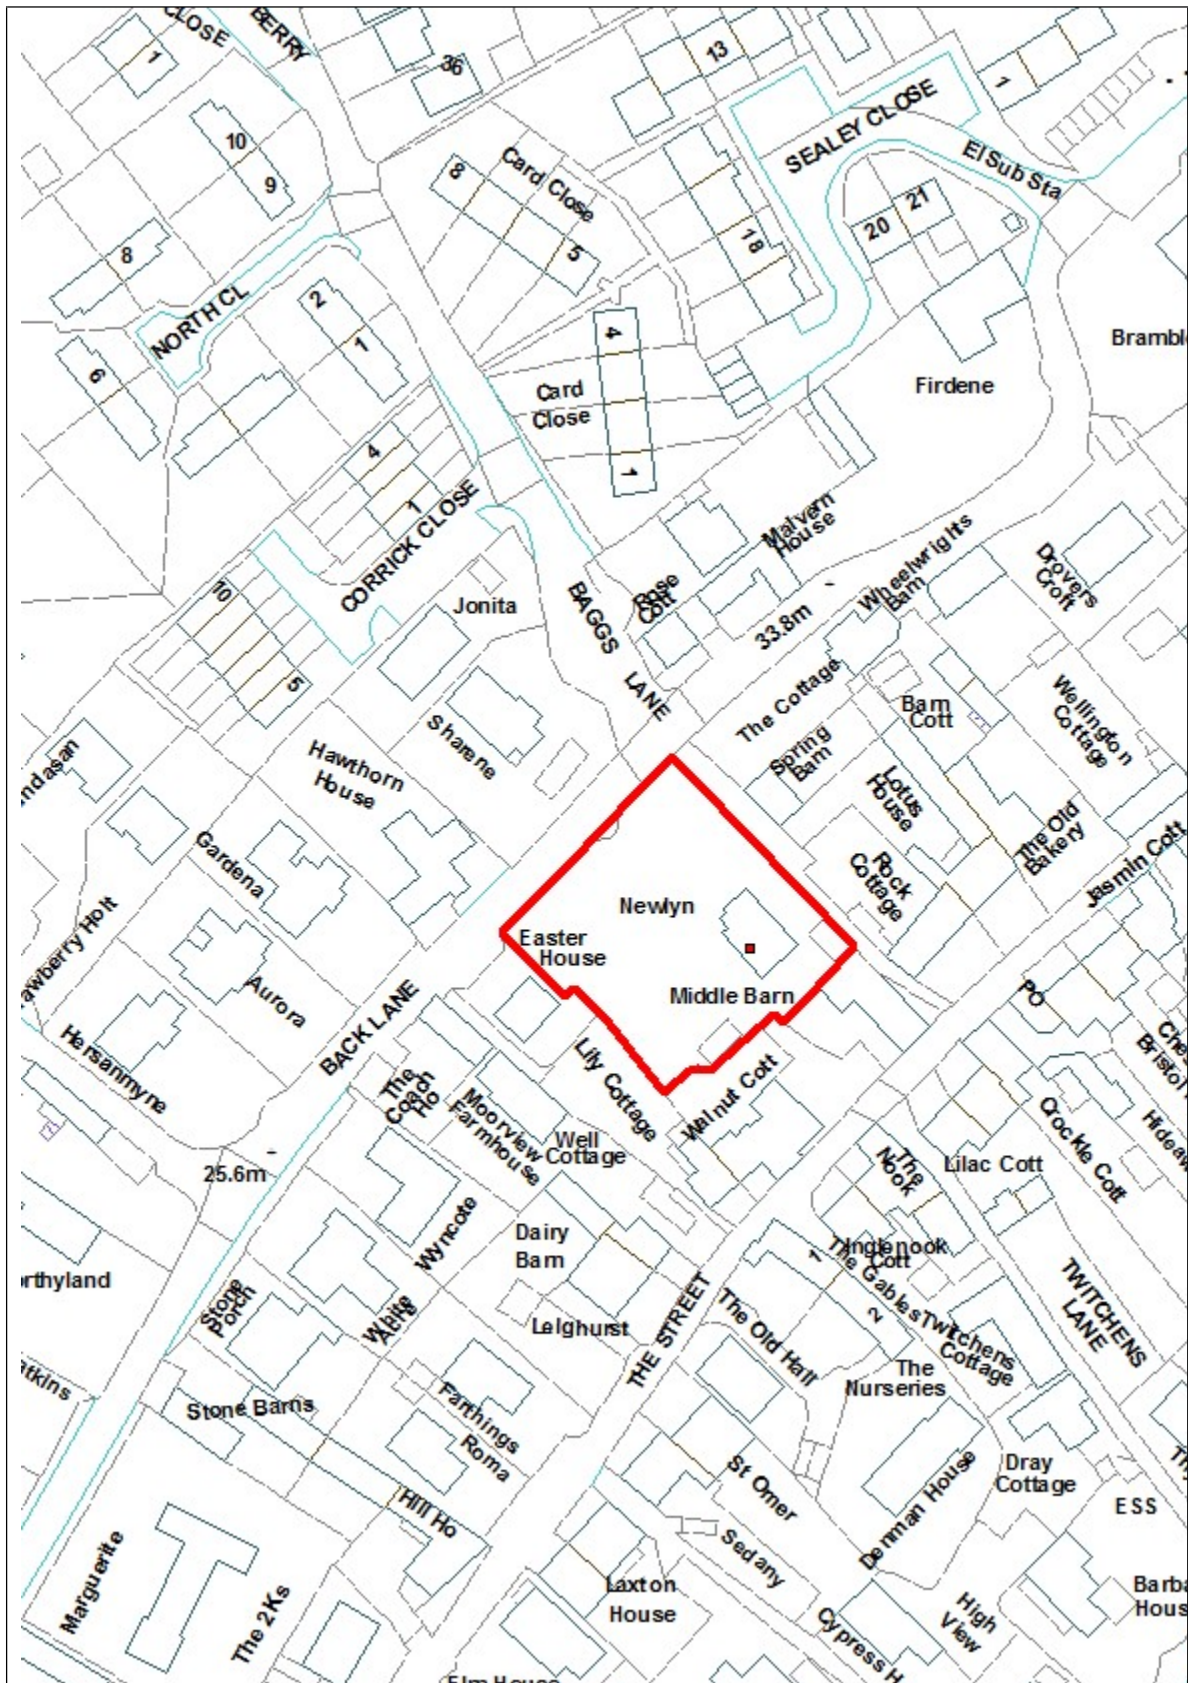 CLOSE
BERRY
1
36
13
1
10
9
8
Card Close
5
SEALEY CLOSE
El Sub Sta
18
20
21
8
NORTH CL
2
1
6
4
Card
Close
1
Firdene
4
1
CORRICK CLOSE
Malvern
House
Wheelwrights
Barn
Drovers
Croft
10
5
Jonita
BAGGS
LANE
Rose
Cott
33.8m
The Cottage
Barn
Cott
Wellington
Cottage
Sharene
Hawthorn
House
Spring
Barn
Lotus
House
The Old
Bakery
Jasmin Cott
Gardena
Rock
Cottage
Newlyn
Easter
House
Middle Barn
PO
Aurora
Hersanmyne
BACK LANE
The
Coach
Ho
Moorview
Farmhouse
Lily Cottage
Walnut Cott
Well
Cottage
25.6m
The
Nook
Lilac Cott
Crockle Cott
Wyncote
Dairy
Barn
1
Inglenook
Cott
The Gables
2
Twitchens
Cottage
TWITCHENS
LANE
Stone
Porch
White
Acre
Lelghurst
THE STREET
The Old Hall
The
Nurseries
Stone Barns
Farthings
Roma
Hill Ho
St Omer
Denman House
Dray
Cottage
ESS
Sedany
Marguerite
The 2Ks
Laxton
House
Cypress H
High
View
Elm House